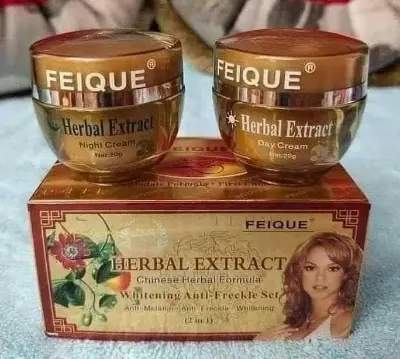 FEIQUE®
Herbal Extract
Night Cream
Net:20g
FEIQUE®
Herbal Extract
Day Cream
Net:20g
FEIQUE®
HERBAL EXTRACT
Chinese Herbal Formula
Whitening Anti-Freckle Set
Anti-Melanin Anti-Freckle Whitening
(2 in 1)